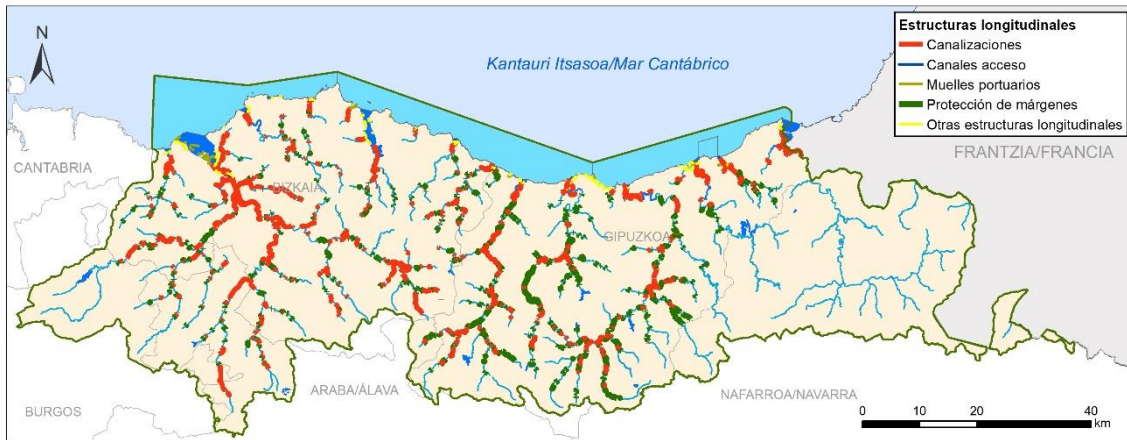 N
Kantauri Itsasoa/Mar Cantábrico
Estructuras longitudinales
Canalizaciones
Canales acceso
Muelles portuarios
Protección de márgenes
Otras estructuras longitudinales
CANTABRIA
FRANTZIA/FRANCIA
BIZKAIA
GIPUZKOA
ARABA/ÁLAVA
NAFARROA/NAVARRA
BURGOS
0 10 20 40
km